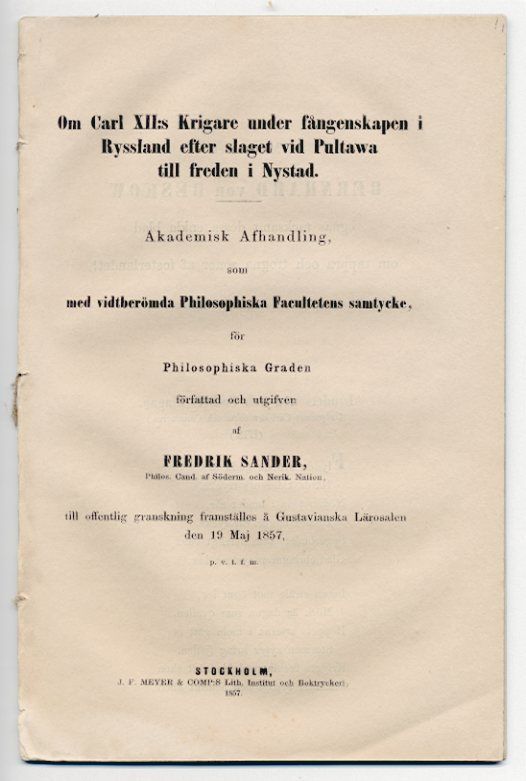 Om Carl XII:s Krigare under fångenskapen i
Ryssland efter slaget vid Pultawa
till freden i Nystad.
Akademisk Afhandling,
som
med vidtberömda Philosophiska Facultetens samtycke,
för
Philosophiska Graden
författad och utgifven
af
FREDRIK SANDER,
Philos. Cand. af Söderm. och Nerik. Nation,
till offentlig granskning framställes å Gustavianska Lärosalen
den 19 Maj 1857,
p. v. t. f. m.
STOCKHOLM,
J. F. MEYER & COMP:S Lith. Institut och Boktryckeri,
1857.